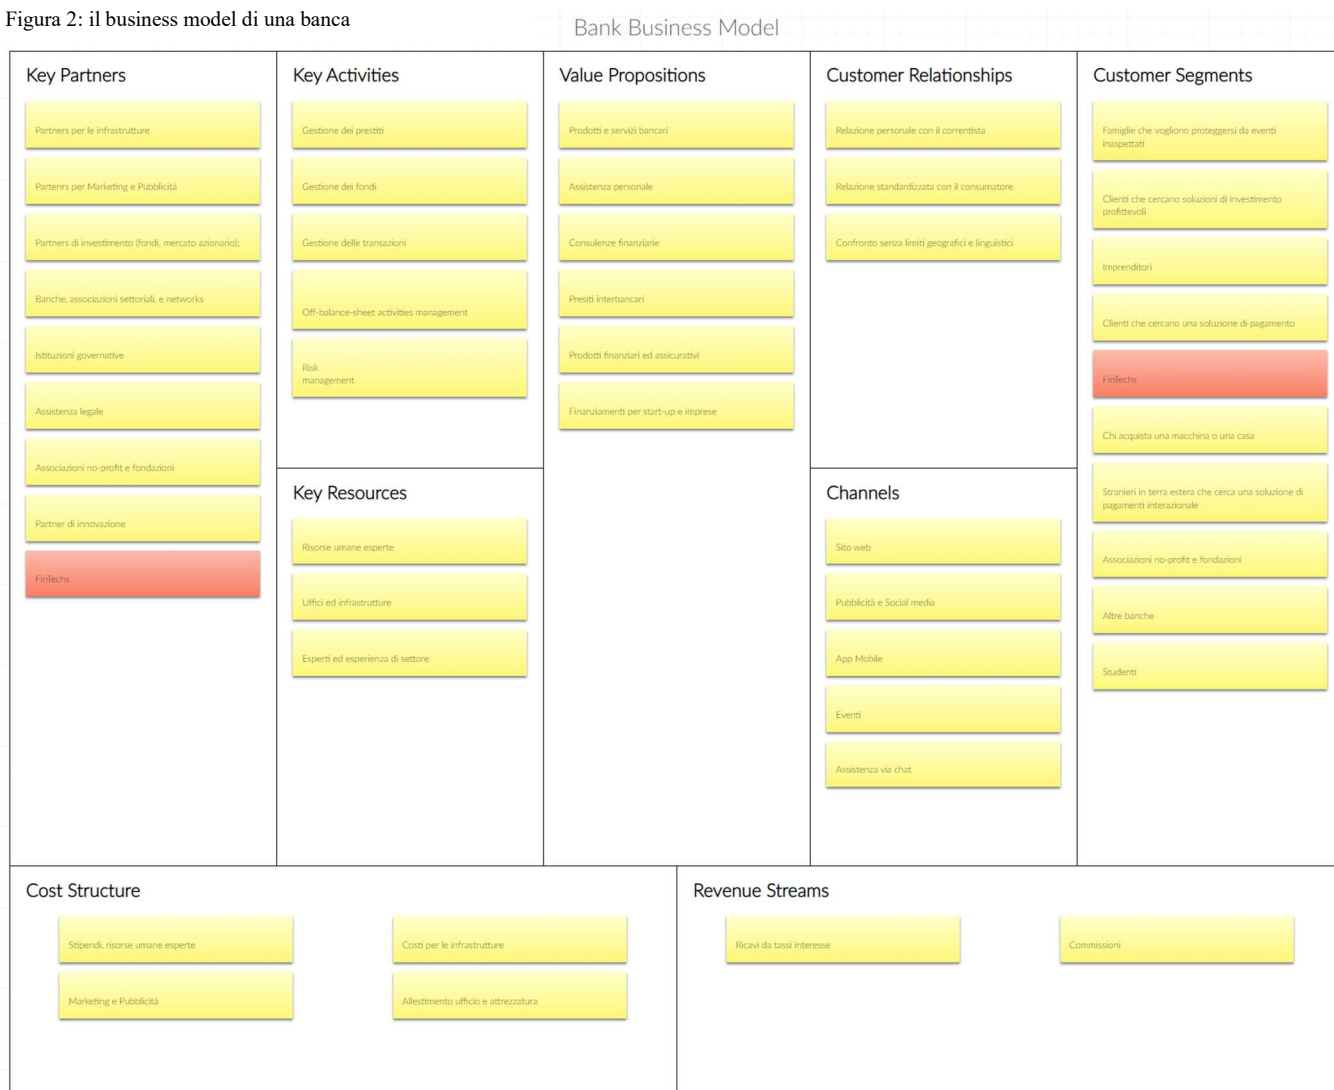 Figura 2: il business model di una banca
Bank Business Model
Key Partners
Partners per le infrastrutture
Partenrs per Marketing e Pubblicità
Partners di investimento (fondi, mercato azionario);
Banche, associazioni settoriali, e networks
Istituzioni governative
Assistenza legale
Associazioni no-profit e fondazioni
Partner di innovazione
FinTechs
Key Activities
Gestione dei prestiti
Gestione dei fondi
Gestione delle transazioni
Off-balance-sheet activities management
Risk
management
Key Resources
Risorse umane esperte
Uffici ed infrastrutture
Esperti ed esperienza di settore
Value Propositions
Prodotti e servizi bancari
Assistenza personale
Consulenze finanziarie
Presiti interbancari
Prodotti finanziari ed assicurativi
Finanziamenti per start-up e imprese
Customer Relationships
Relazione personale con il correntista
Relazione standardizzata con il consumatore
Confronto senza limiti geografici e linguistici
Channels
Sito web
Pubblicità e Social media
App Mobile
Eventi
Assistenza via chat
Customer Segments
Famiglie che vogliono proteggersi da eventi
inaspettati
Clienti che cercano soluzioni di investimento
profittevoli
Imprenditori
Clienti che cercano una soluzione di pagamento
FinTechs
Chi acquista una macchina o una casa
Stranieri in terra estera che cerca una soluzione di
pagamenti interazionale
Associazioni no-profit e fondazioni
Altre banche
Studenti
Cost Structure
Stipendi, risorse umane esperte
Costi per le infrastrutture
Marketing e Pubblicità
Allestimento ufficio e attrezzatura
Revenue Streams
Ricavi da tassi interesse
Commissioni